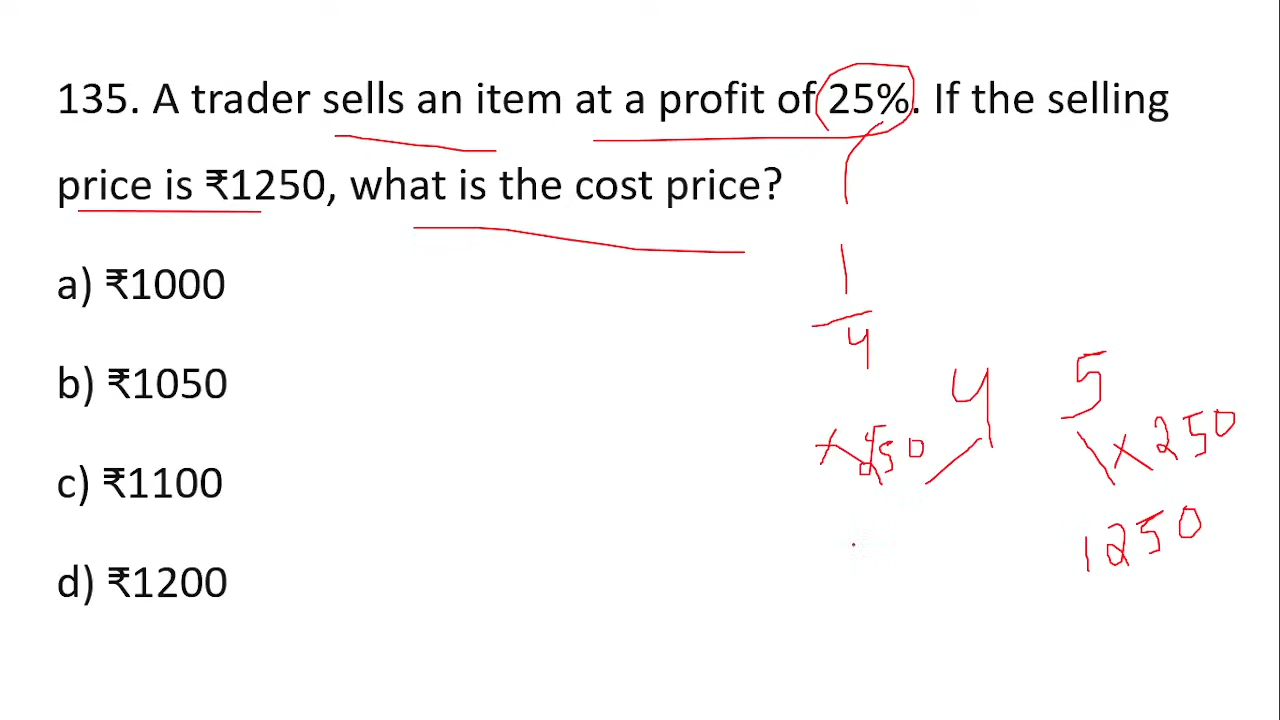 135. A trader sells an item at a profit of 25%. If the selling
price is ₹1250, what is the cost price?
a) ₹1000
b) ₹1050
c) ₹1100
d) ₹1200
1
4
4 5
× 250 × 250
1250